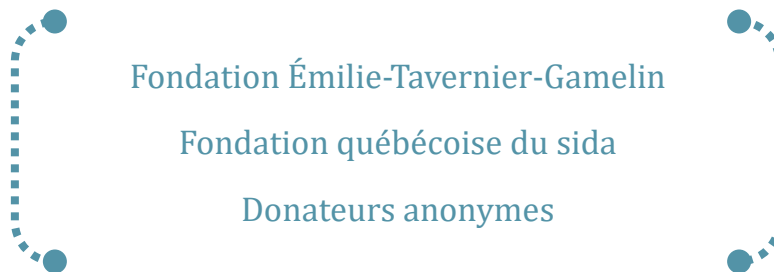 Fondation Émilie-Tavernier-Gamelin
Fondation québécoise du sida
Donateurs anonymes